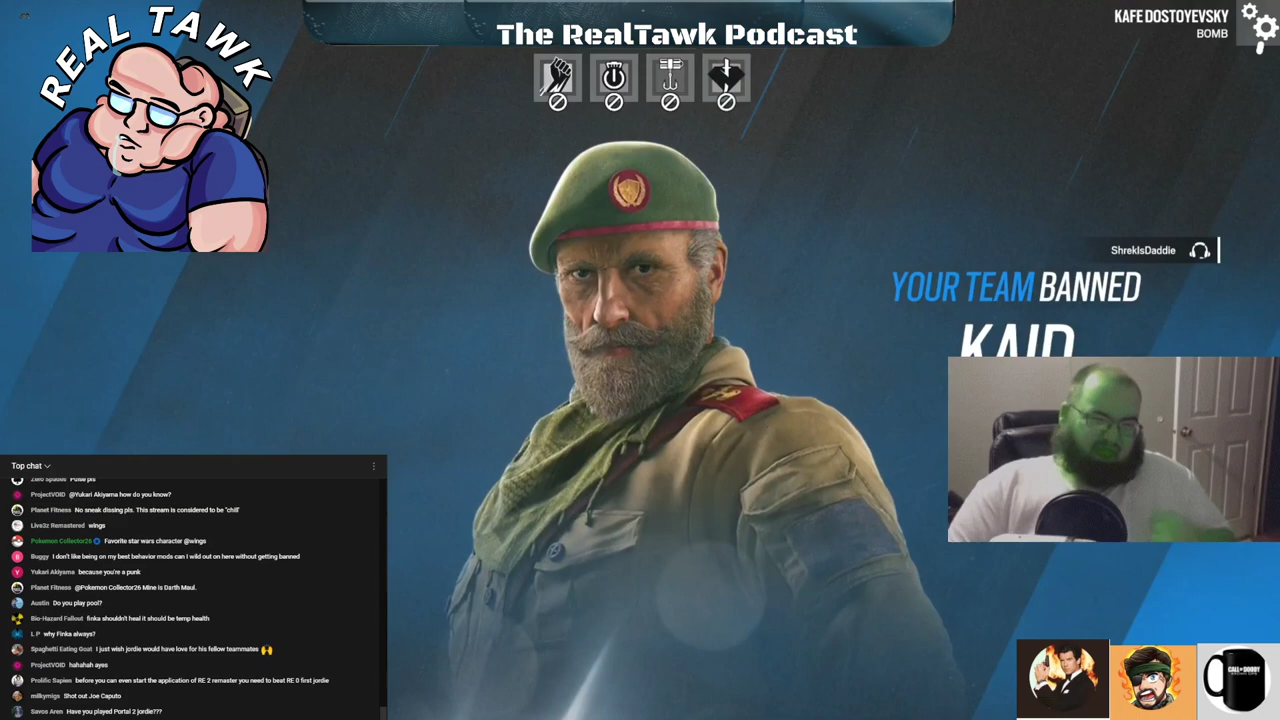 REAL TAWK
The RealTawk Podcast
KAFE DOSTOYEVSKY
BOMB
ShrekIsDaddie
YOUR TEAM BANNED
KAID
Top chat
Zero Spades Pulse pls
ProjectVOID @Yukari Akiyama how do you know?
Planet Fitness No sneak dissing pls. This stream is considered to be "chill'
Live3z Remastered wings
Pokemon Collector26 Favorite star wars character @wings
Buggy I don't like being on my best behavior mods can I wild out on here without getting banned
Yukari Akiyama because you're a punk
Planet Fitness @Pokemon Collector26 Mine is Darth Maul.
Austin Do you play pool?
Bio-Hazard Fallout finka shouldn't heal it should be temp health
L P why Finka always?
Spaghetti Eating Goat I just wish jordie would have love for his fellow teammates
ProjectVOID hahahah ayes
Prolific Sapien before you can even start the application of RE 2 remaster you need to beat RE 0 first jordie
milkymigs Shot out Joe Caputo
Savos Aren Have you played Portal 2 jordie???
B
Y
CALL OF DOODY